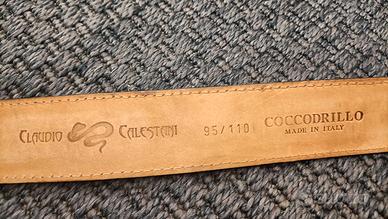 CLAUDIO CALESTANI
95/110
COCCODRILLO
MADE IN ITALY